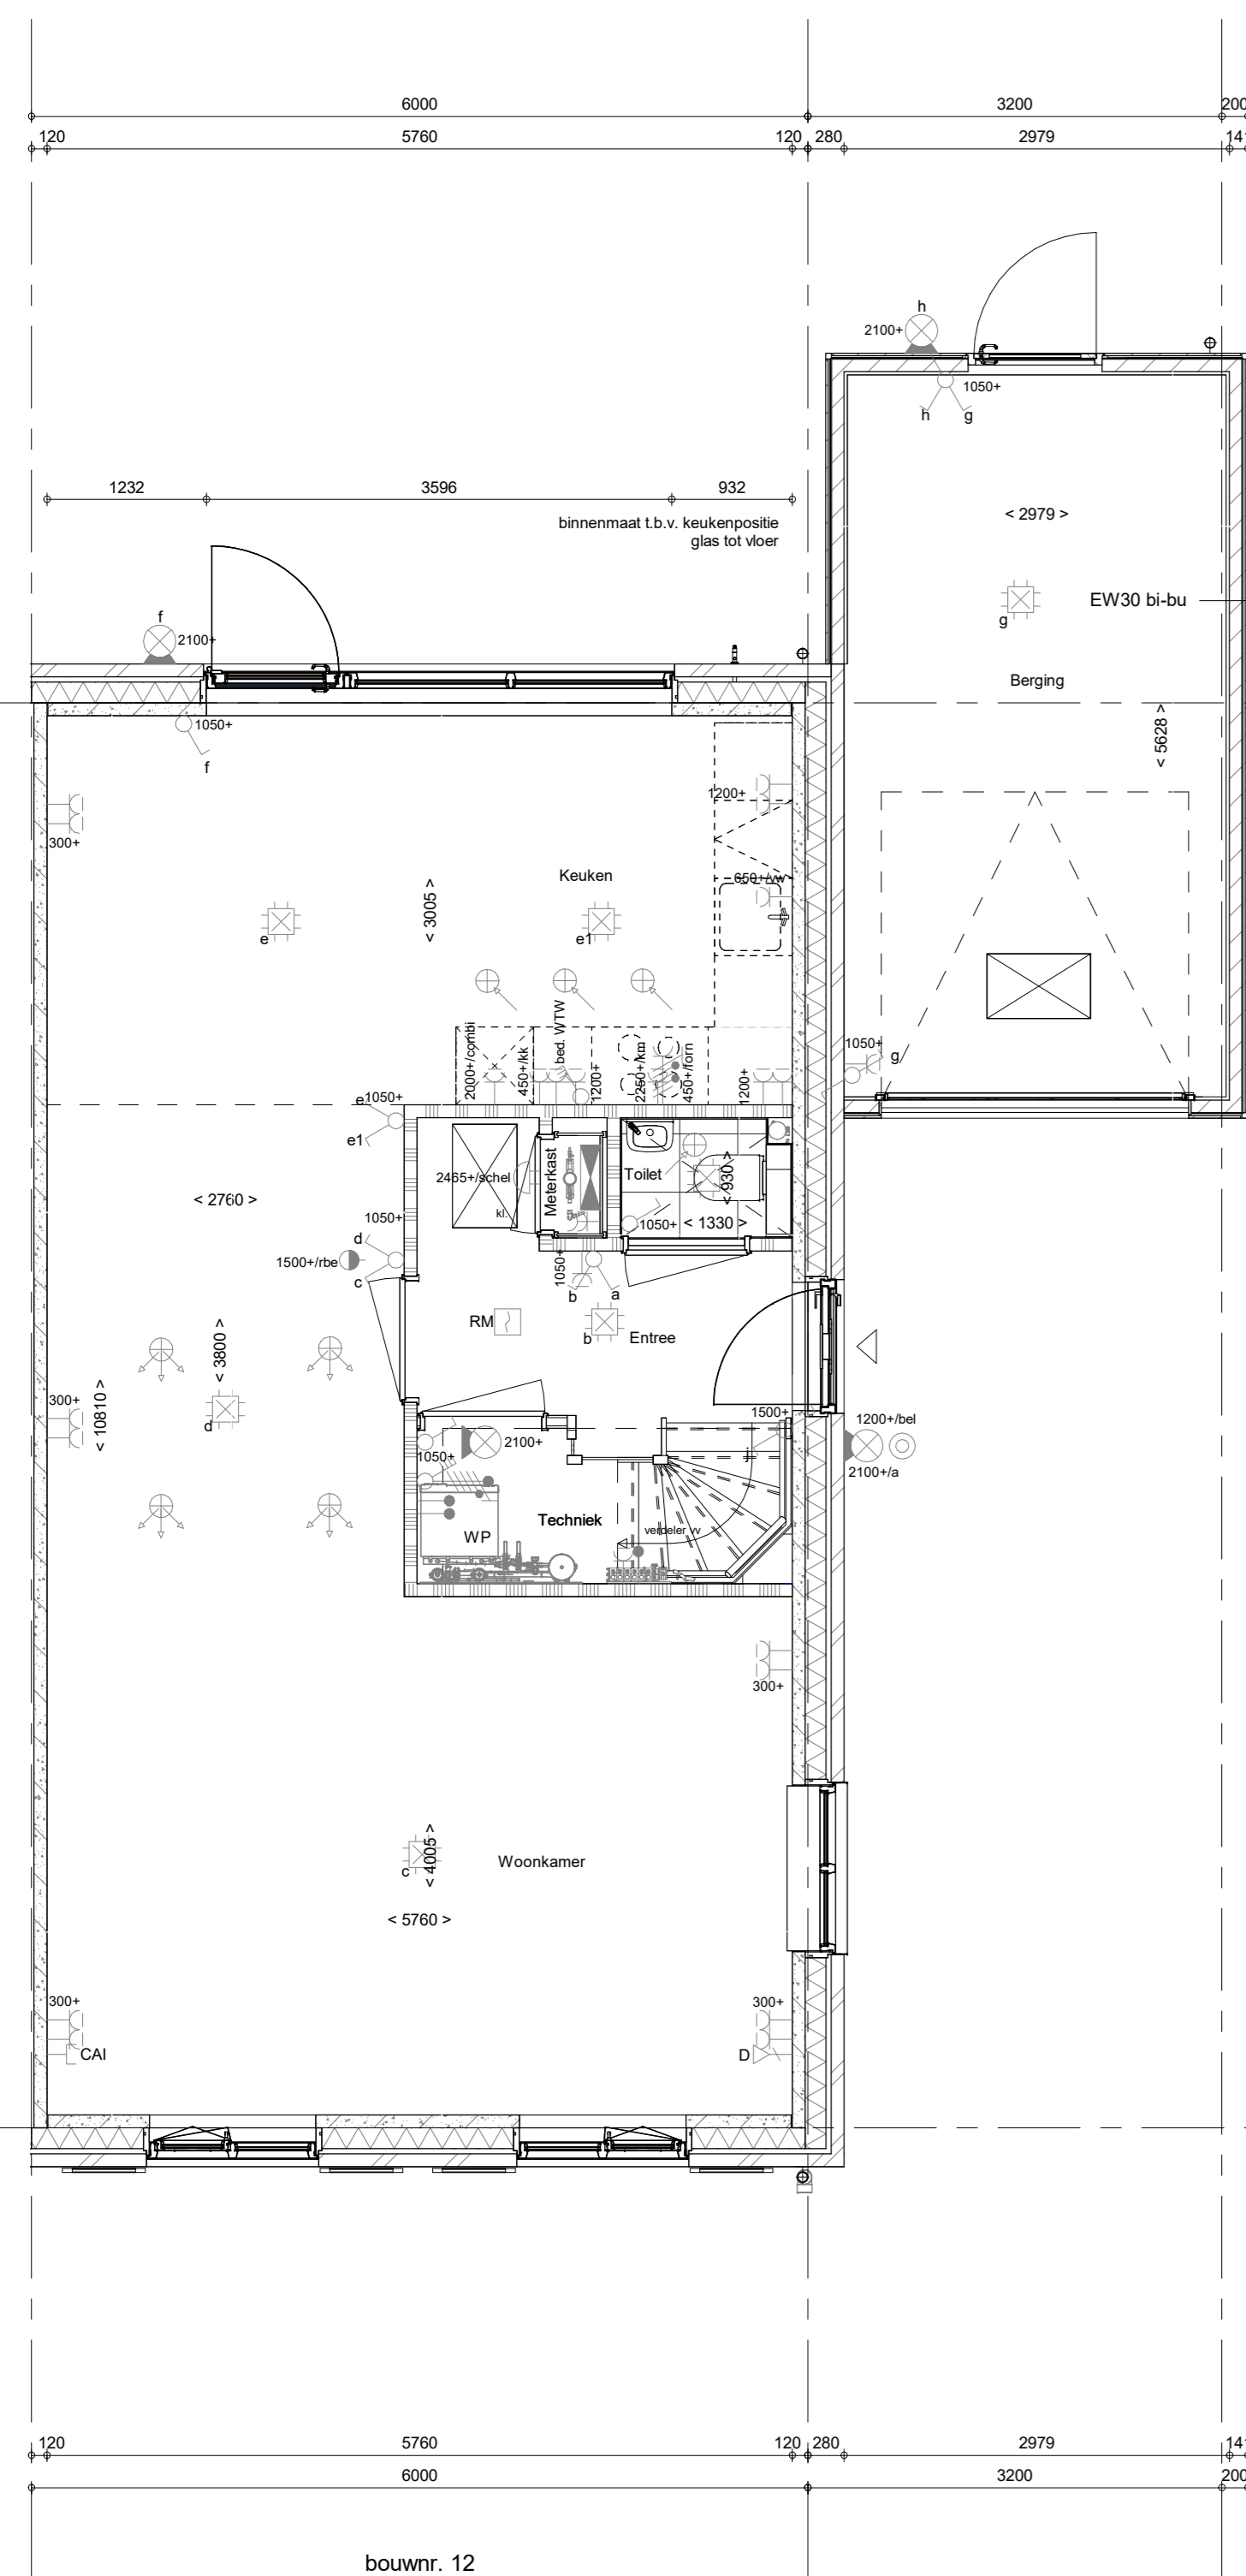 6000
3200
200
120
5760
120
280
2979
h
2100+
1050+
h
g
1232
3596
932
binnenmaat t.b.v. keukenpositie
glas tot vloer
< 2979 >
EW30 bi-bu
g
f
2100+
Berging
< 5628 >
1050+
f
1200+
300+
Keuken
650+/vw
< 3005 >
e
e1
2000+/combi
450+/kk
bed. WTW
1200+
2250+/km
450+/forn
1200+
1050+
g
e
1050+
e1
2465+/schel
kl.
Meterkast
Toilet
< 930 >
< 2760 >
1050+
< 1330 >
1050+
d
1500+/rbe
c
1050+
b
a
RM
b
Entree
< 3800 >
< 10810 >
300+
d
1500+
1200+/bel
2100+/a
1050+
2100+
j
Techniek
WP
verdeler vv
300+
c
< 4005 >
Woonkamer
< 5760 >
300+
300+
CAI
D
120
5760
120
280
2979
6000
3200
200
bouwnr. 12